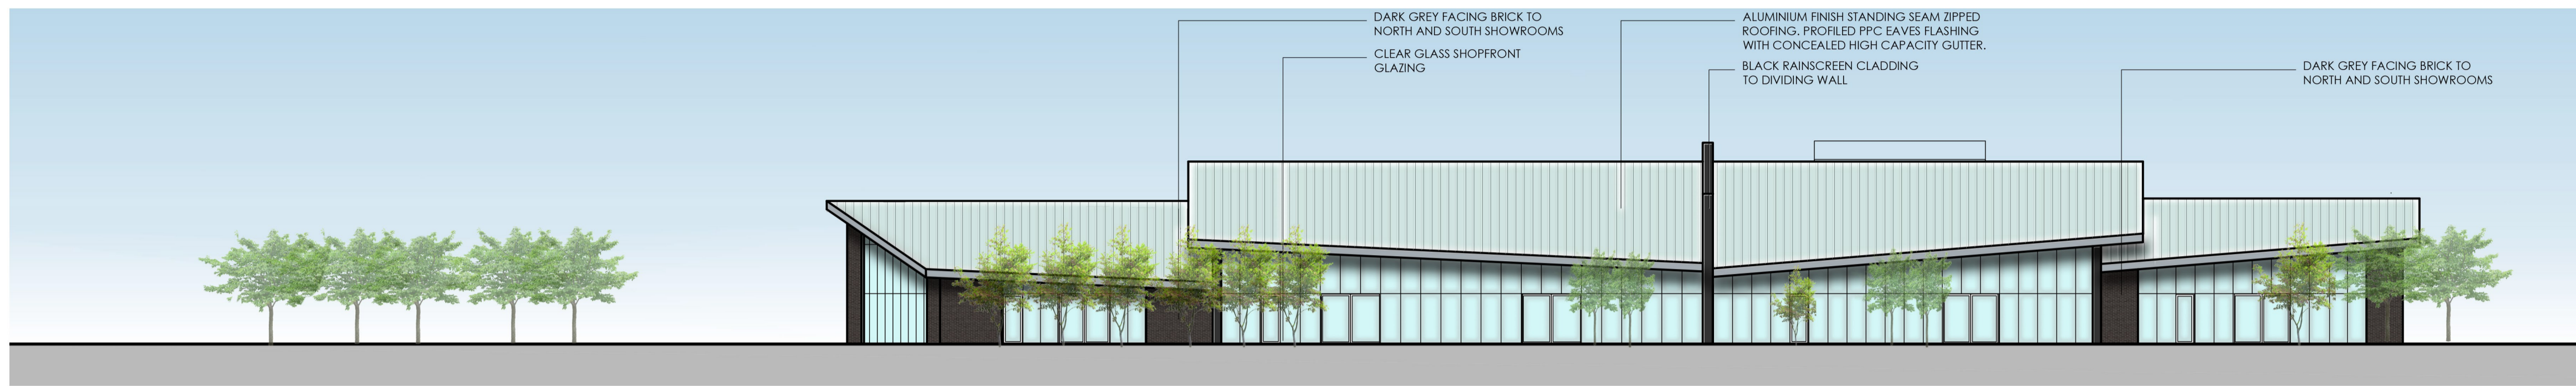 DARK GREY FACING BRICK TO
NORTH AND SOUTH SHOWROOMS
CLEAR GLASS SHOPFRONT
GLAZING
ALUMINIUM FINISH STANDING SEAM ZIPPED
ROOFING. PROFILED PPC EAVES FLASHING
WITH CONCEALED HIGH CAPACITY GUTTER.
BLACK RAINSCREEN CLADDING
TO DIVIDING WALL
DARK GREY FACING BRICK TO
NORTH AND SOUTH SHOWROOMS